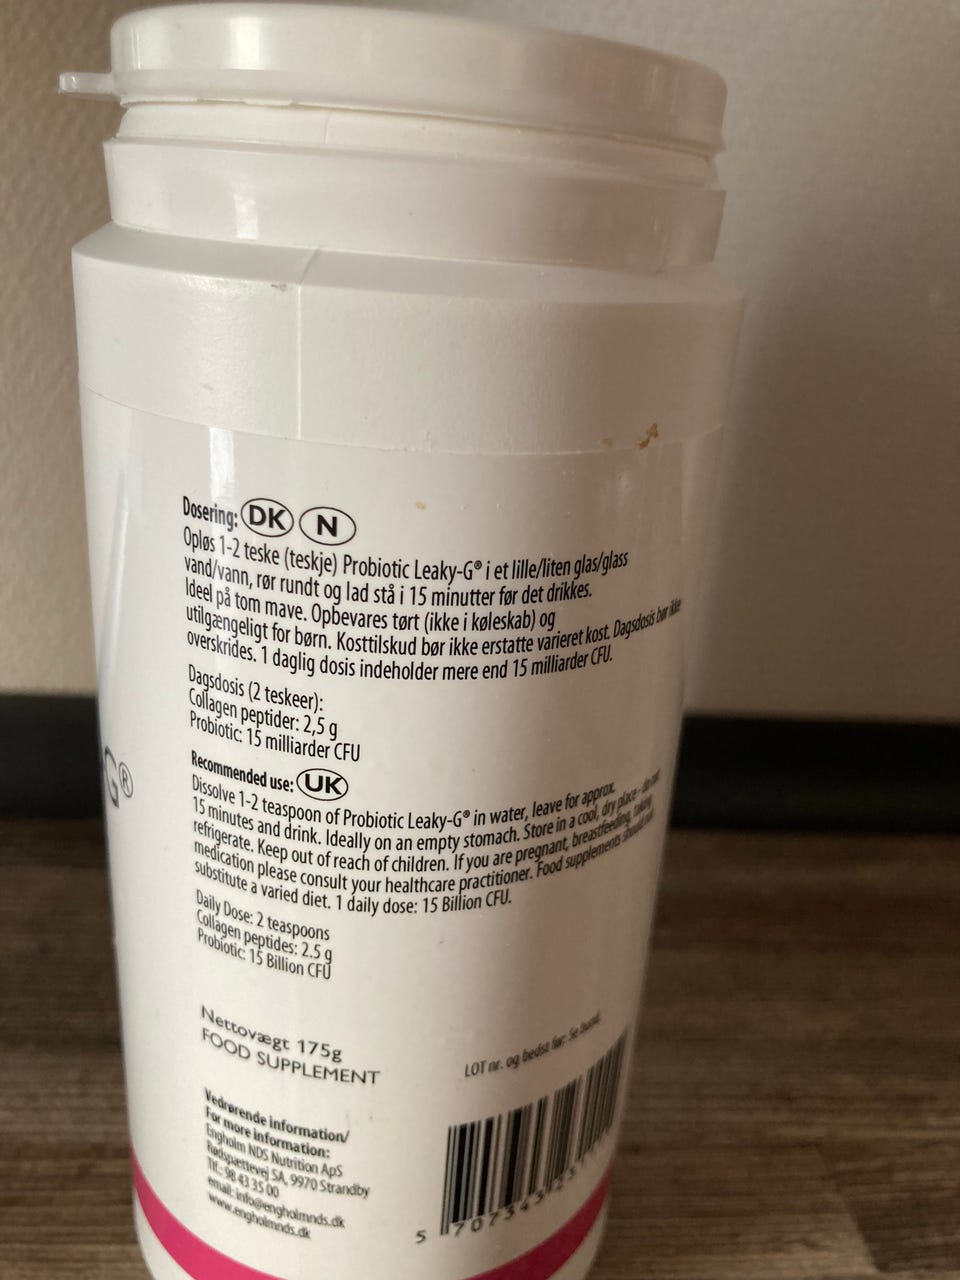 Dosering: DK N
Opløs 1-2 teske (teskje) Probiotic Leaky-G® i et lille/liten glas/glass
vand/vann, rør rundt og lad stå i 15 minutter før det drikkes.
Ideel på tom mave. Opbevares tørt (ikke i køleskab) og
utilgængeligt for børn. Kosttilskud bør ikke erstatte varieret kost. Dagsdosis bør ikke
overskrides. 1 daglig dosis indeholder mere end 15 milliarder CFU.
Dagsdosis (2 teskeer):
Collagen peptider: 2,5 g
Probiotic: 15 milliarder CFU
G®
Recommended use: UK
Dissolve 1-2 teaspoon of Probiotic Leaky-G® in water, leave for approx.
15 minutes and drink. Ideally on an empty stomach. Store in a cool, dry place - do not
refrigerate. Keep out of reach of children. If you are pregnant, breastfeeding, taking
medication please consult your healthcare practitioner. Food supplements should not
substitute a varied diet. 1 daily dose: 15 Billion CFU.
Daily Dose: 2 teaspoons
Collagen peptides: 2.5 g
Probiotic: 15 Billion CFU
Nettovægt 175g
FOOD SUPPLEMENT
LOT nr. og bedst før: Se bund.
Vedrørende information/
For more information:
Engholm NDS Nutrition ApS
Rødspættevej 5A, 9970 Strandby
Tlf.: 98 43 35 00
email: info@engholmnds.dk
www.engholmnds.dk
5 707343